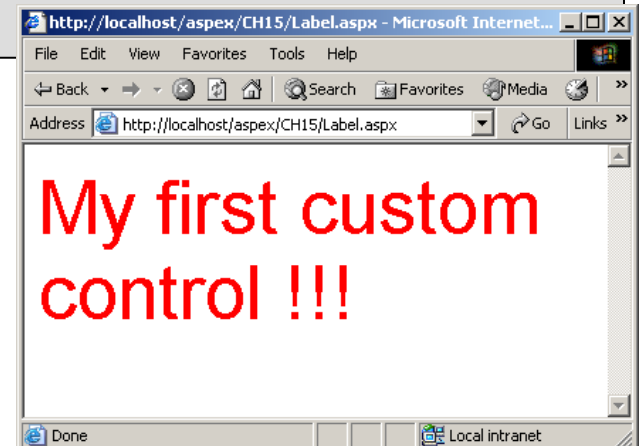 http://localhost/aspex/CH15/Label.aspx - Microsoft Internet...
File Edit View Favorites Tools Help
Back Search Favorites Media »
Address http://localhost/aspex/CH15/Label.aspx Go Links »
My first custom
control !!!
Done Local intranet